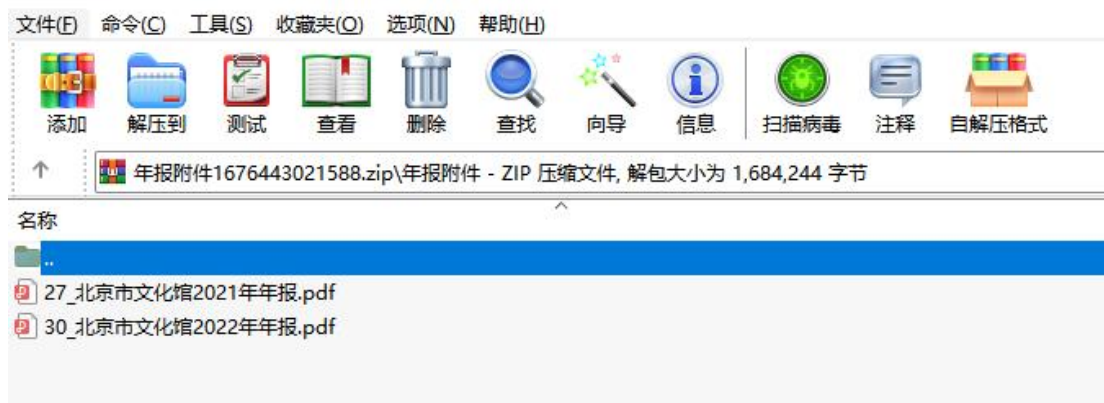 文件(F) 命令(C) 工具(S) 收藏夹(O) 选项(N) 帮助(H)
添加 解压到 测试 查看 删除 查找 向导 信息 扫描病毒 注释 自解压格式
年报附件1676443021588.zip\年报附件 - ZIP 压缩文件, 解包大小为 1,684,244 字节
名称
..
27_北京市文化馆2021年年报.pdf
30_北京市文化馆2022年年报.pdf